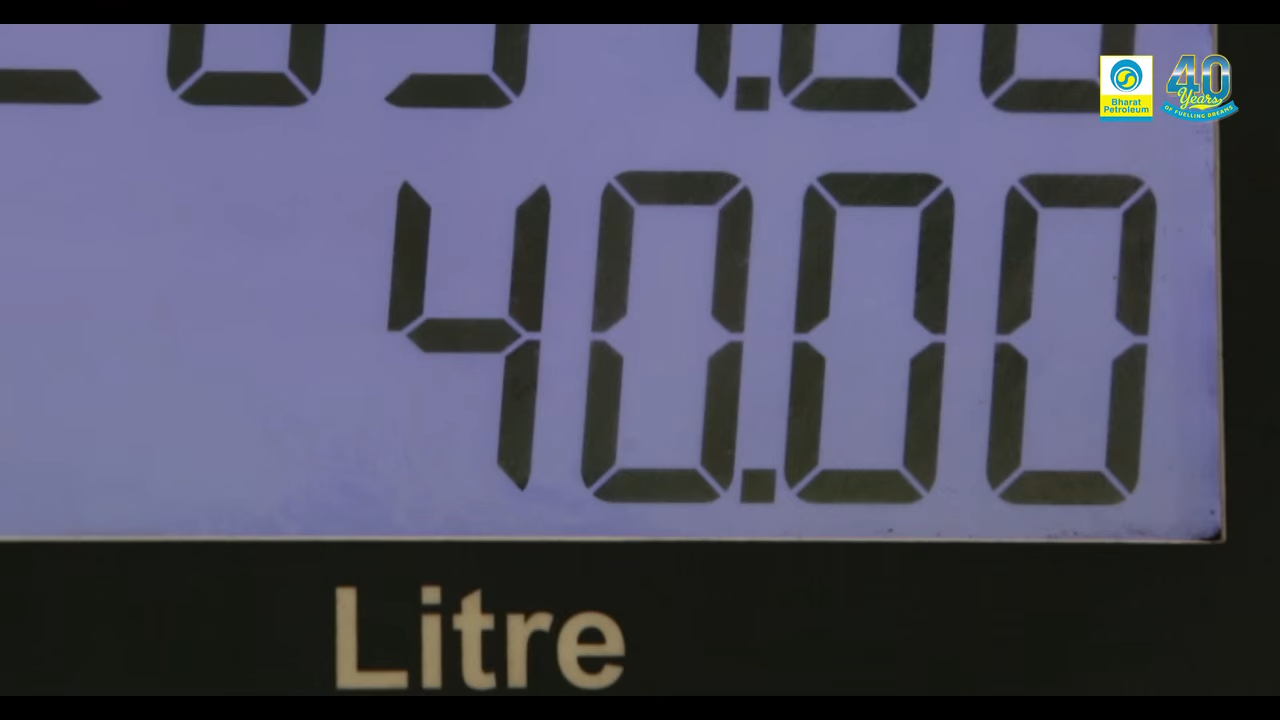 40.00
Litre
Bharat
Petroleum
40
Years
OF FUELLING DREAMS